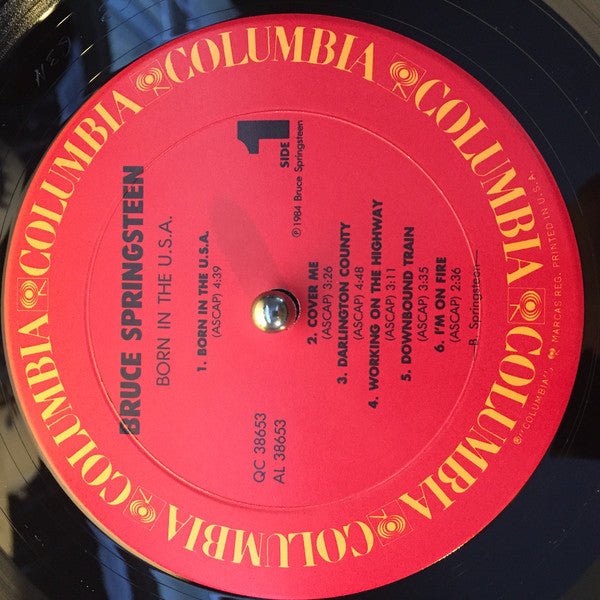 COLUMBIA COLUMBIA COLUMBIA COLUMBIA COLUMBIA COLUMBIA
BRUCE SPRINGSTEEN
BORN IN THE U.S.A.
1. BORN IN THE U.S.A.
(ASCAP) 4:39
QC 38653
AL 38653
1
SIDE
℗1984 Bruce Springsteen
2. COVER ME
(ASCAP) 3:26
3. DARLINGTON COUNTY
(ASCAP) 4:48
4. WORKING ON THE HIGHWAY
(ASCAP) 3:11
5. DOWNBOUND TRAIN
(ASCAP) 3:35
6. I'M ON FIRE
(ASCAP) 2:36
B. Springsteen
®"COLUMBIA", MARCAS REG. PRINTED IN U.S.A.